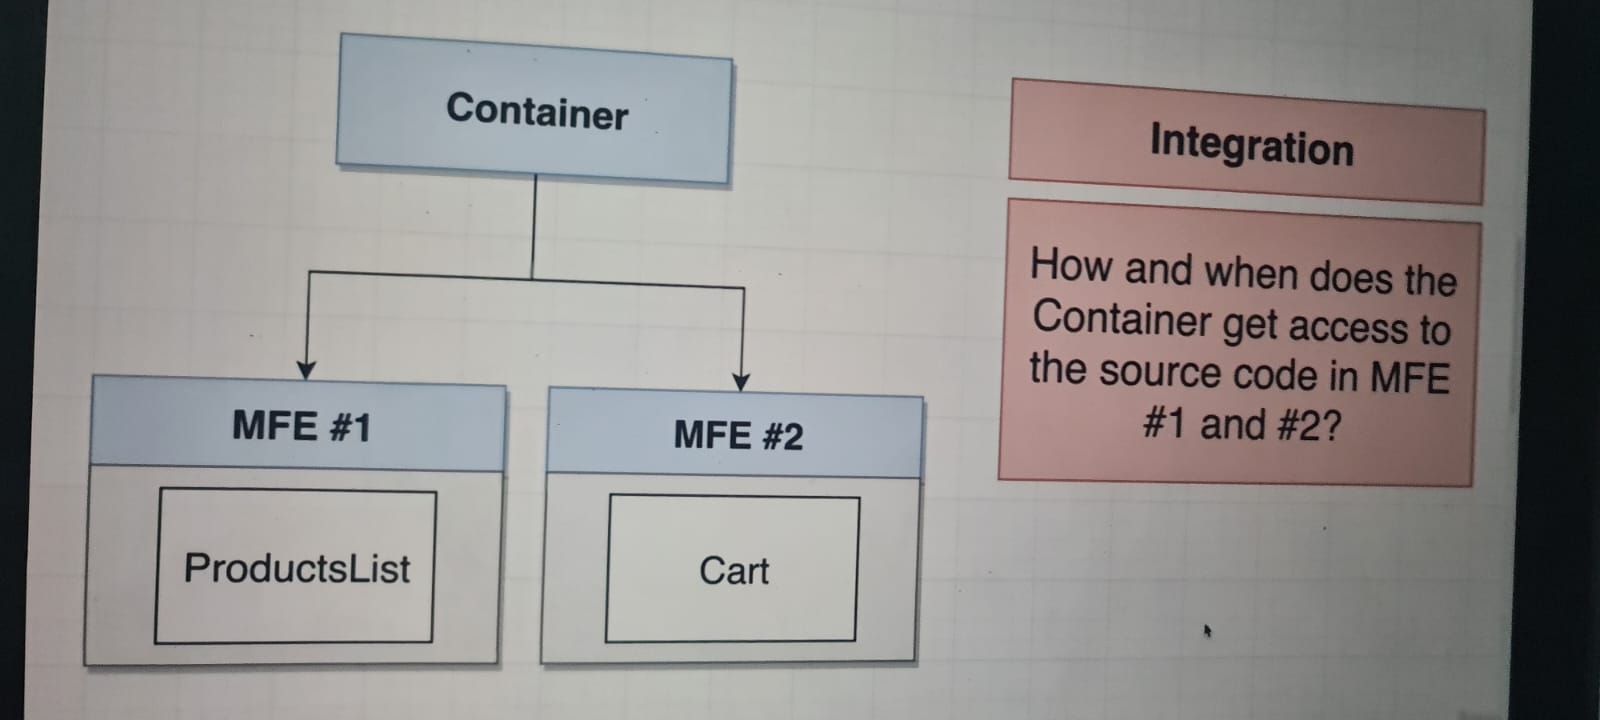 Container
MFE #1
ProductsList
MFE #2
Cart
Integration
How and when does the
Container get access to
the source code in MFE
#1 and #2?